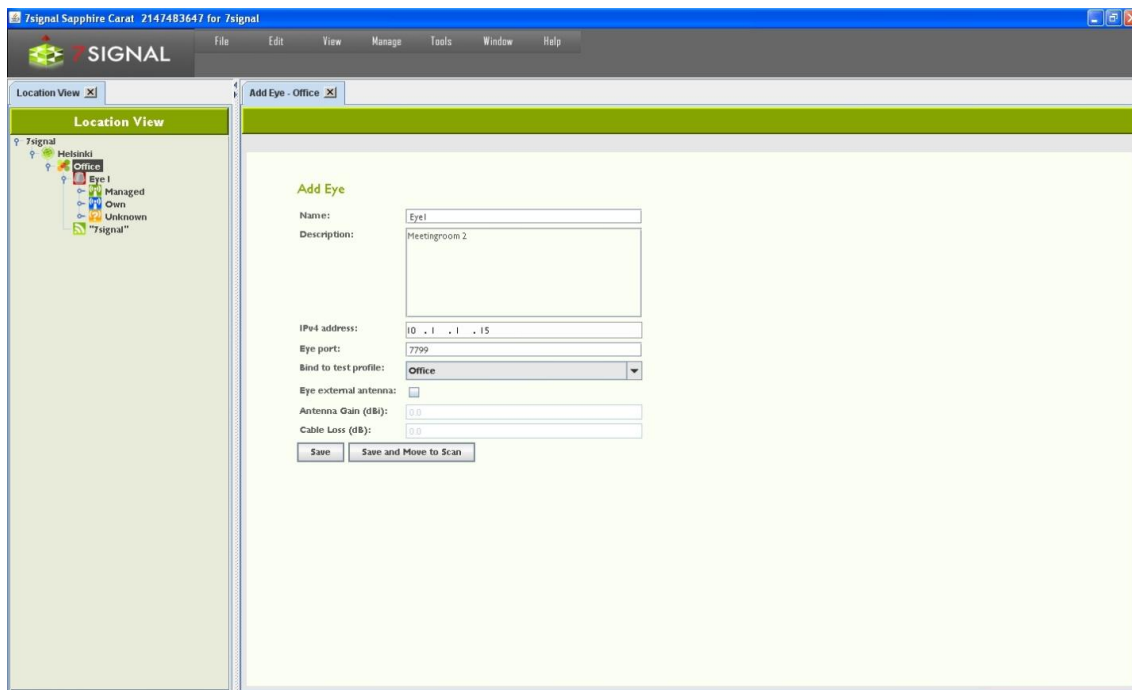 7signal Sapphire Carat 2147483647 for 7signal
7SIGNAL
File Edit View Manage Tools Window Help
Location View
Add Eye - Office
Location View
7signal
Helsinki
Office
Eye 1
Managed
Own
Unknown
"7signal"
Add Eye
Name: Eye1
Description: Meetingroom 2
IPv4 address: 10 . 1 . 1 . 15
Eye port: 7799
Bind to test profile: Office
Eye external antenna:
Antenna Gain (dBi): 0.0
Cable Loss (dB): 0.0
Save Save and Move to Scan